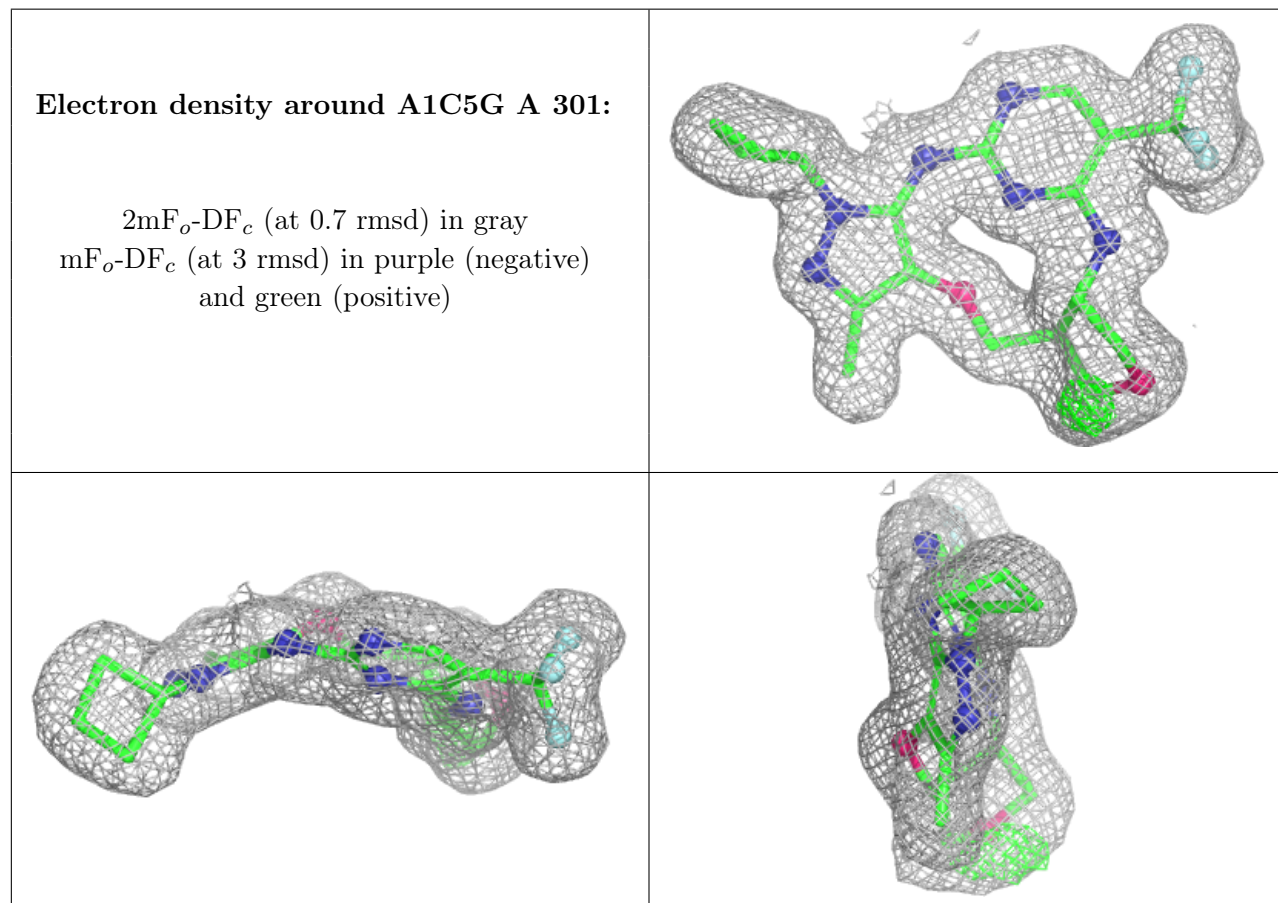 Electron density around A1C5G A 301:
2mFₒ-DF𝒸 (at 0.7 rmsd) in gray
mFₒ-DF𝒸 (at 3 rmsd) in purple (negative)
and green (positive)